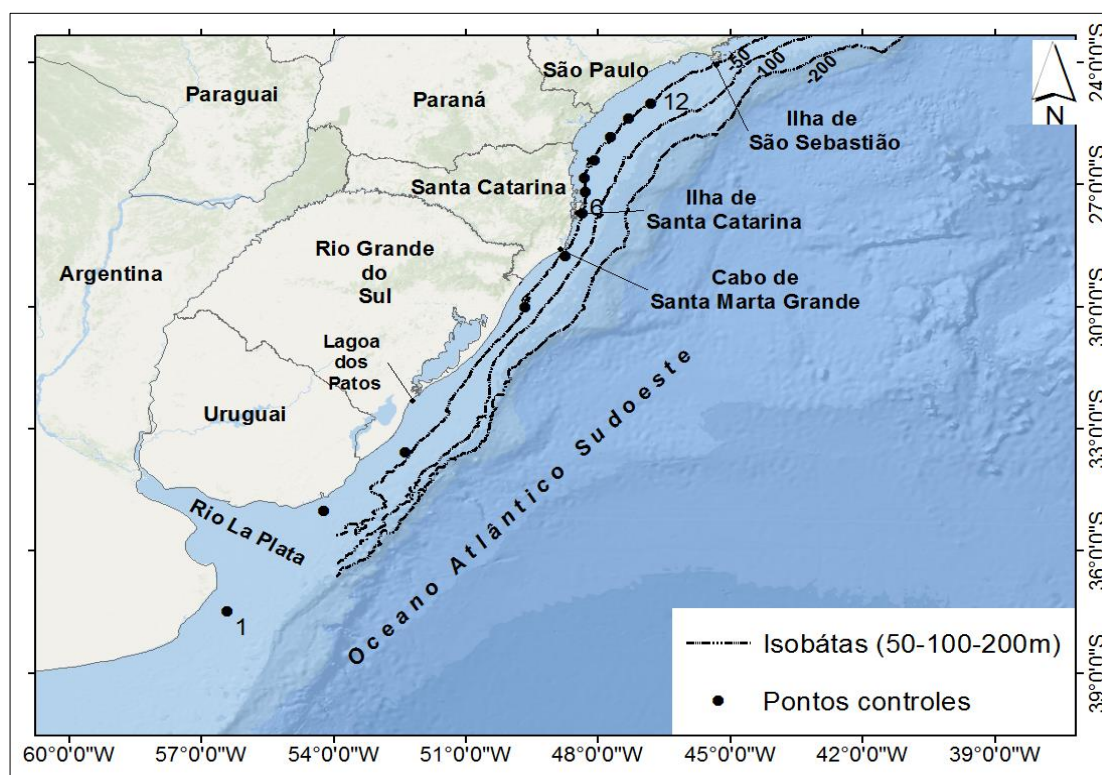 São Paulo
-50
100
-200
24°0'0"S
Paraguai
Paraná
12
N
Ilha de
São Sebastião
Santa Catarina
6
Ilha de
Santa Catarina
27°0'0"S
Argentina
Rio Grande
do
Sul
Cabo de
Santa Marta Grande
30°0'0"S
Lagoa
dos
Patos
Uruguai
33°0'0"S
Rio La Plata
Oceano Atlântico Sudoeste
36°0'0"S
1
Isobátas (50-100-200m)
Pontos controles
39°0'0"S
60°0'0"W
57°0'0"W
54°0'0"W
51°0'0"W
48°0'0"W
45°0'0"W
42°0'0"W
39°0'0"W